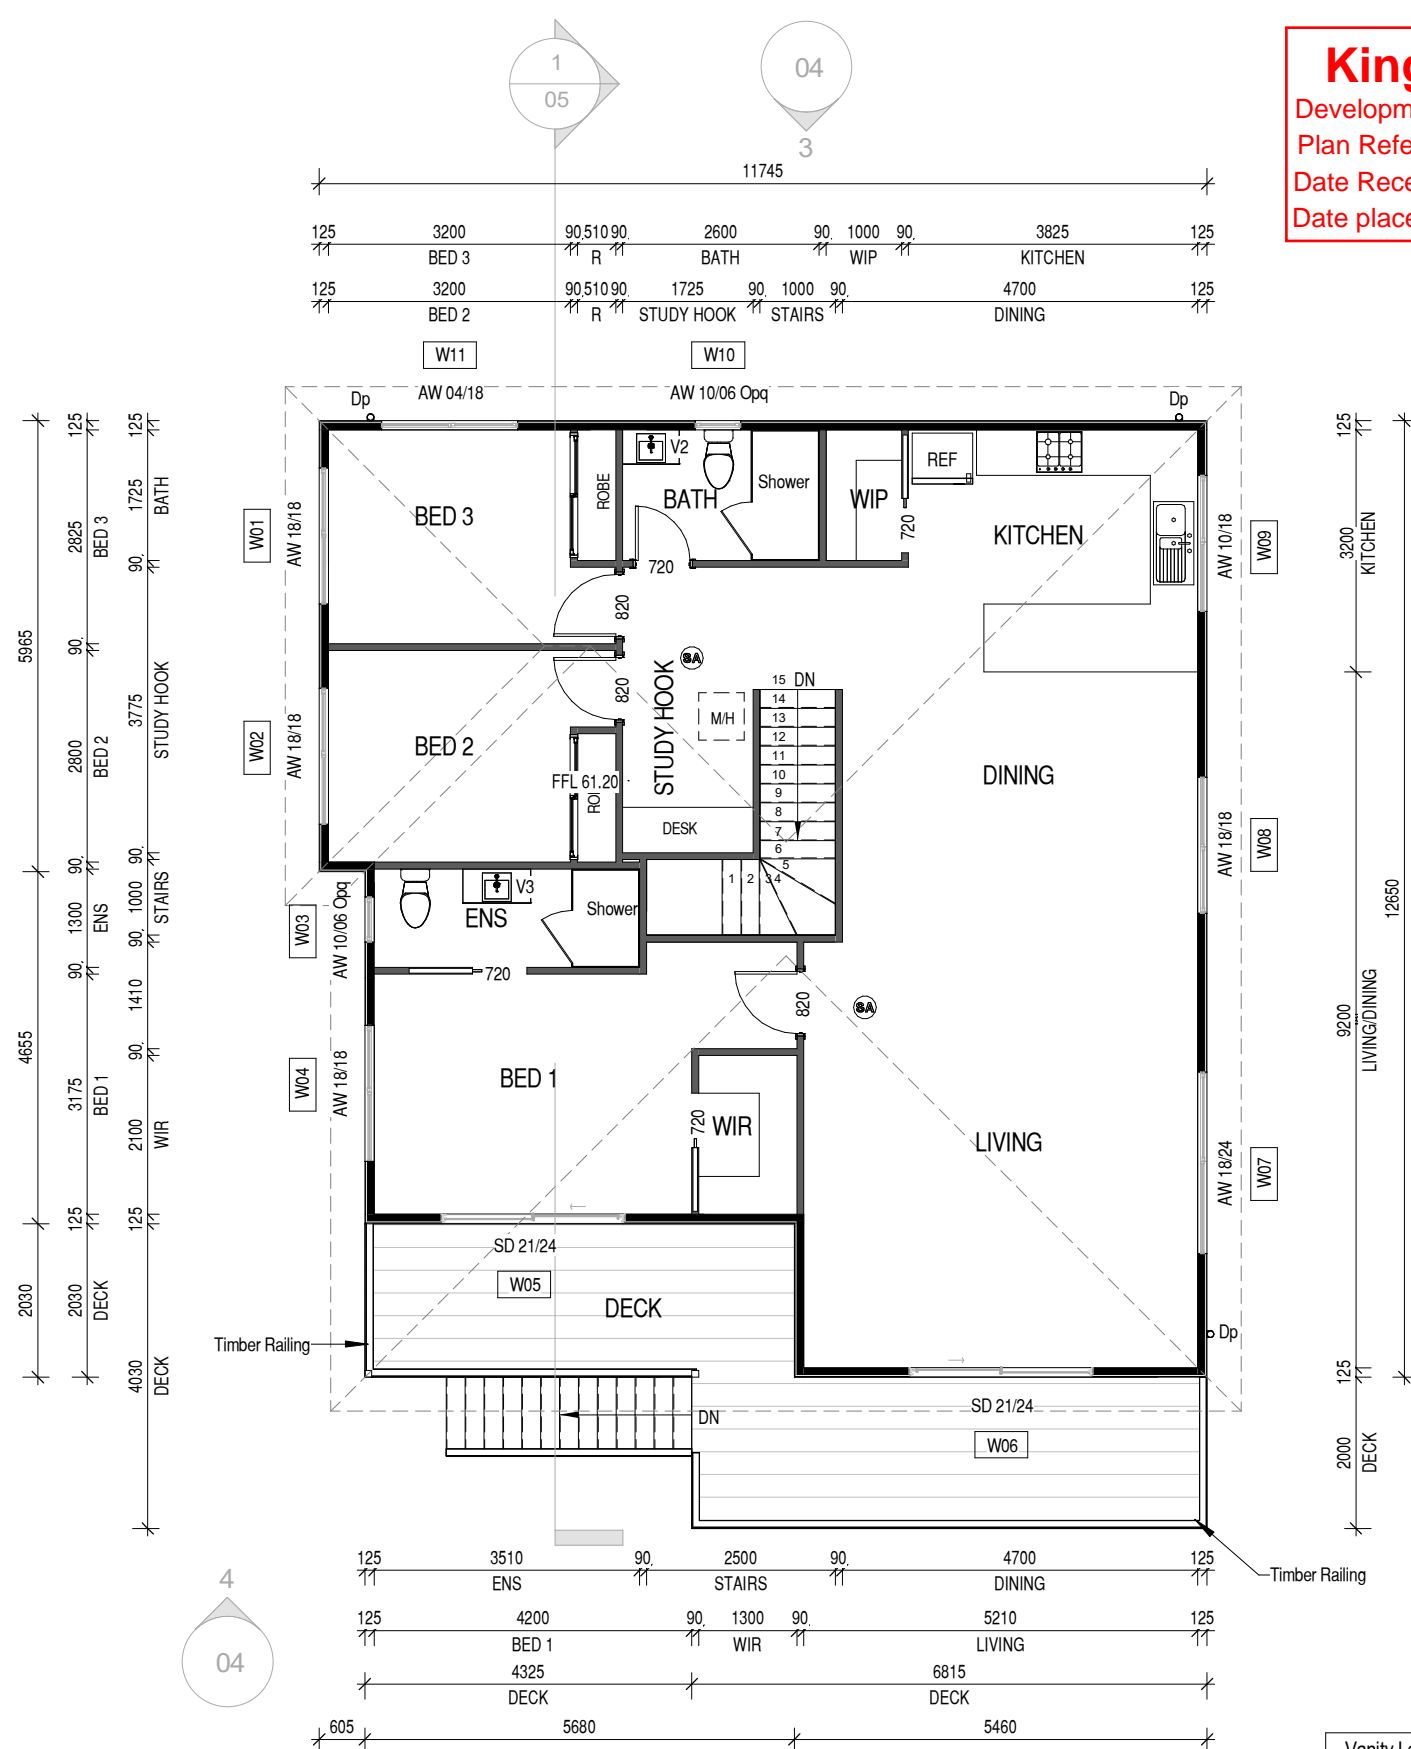 1
05
04
3
King
Developm
Plan Refe
Date Rece
Date place
11745
125 3200 90 510 90 2600 90 1000 90 3825 125
BED 3 R BATH WIP KITCHEN
125 3200 90 510 90 1725 90 1000 90 4700 125
BED 2 R STUDY HOOK STAIRS DINING
W11 W10
AW 04/18 AW 10/06 Opq
Dp Dp
5965
4655
2030
125
2825
BED 3
90
2800
BED 2
90
1300
ENS
90
3175
BED 1
125
2030
DECK
125
1725
BATH
90
3775
STUDY HOOK
90
1000
STAIRS
90
1410
90
2100
WIR
125
4030
DECK
W01
AW 18/18
W02
AW 18/18
W03
AW 10/06 Opq
W04
AW 18/18
BED 3
ROBE
V2
BATH
Shower
WIP
720
REF
KITCHEN
720
820
820
SA
STUDY HOOK
M/H
15 DN
14
13
12
11
10
9
8
7
6
5
1 2 3 4
BED 2
FFL 61.20
ROI
DESK
DINING
V3
ENS
Shower
720
820
SA
BED 1
720
WIR
LIVING
SD 21/24
W05
DECK
Timber Railing
DN
SD 21/24
W06
Dp
Timber Railing
AW 10/18
W09
AW 18/18
W08
AW 18/24
W07
125
3200
KITCHEN
9200
LIVING/DINING
125
2000
DECK
12650
4
04
125 3510 90 2500 90 4700 125
ENS STAIRS DINING
125 4200 90 1300 90 5210 125
BED 1 WIR LIVING
4325 6815
DECK DECK
605 5680 5460